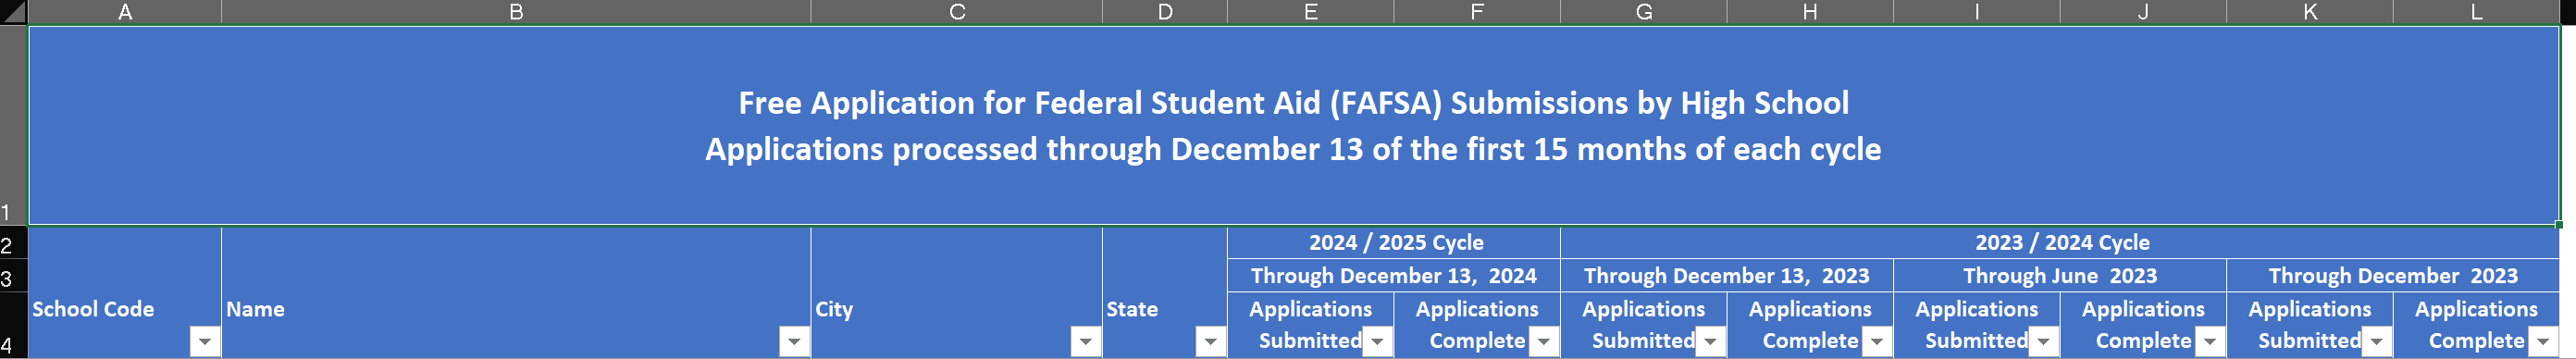 A B C D E F G H I J K L
1
Free Application for Federal Student Aid (FAFSA) Submissions by High School
Applications processed through December 13 of the first 15 months of each cycle
2
2024 / 2025 Cycle
2023 / 2024 Cycle
3
Through December 13,  2024
Through December 13,  2023
Through June  2023
Through December  2023
4
School Code
Name
City
State
Applications
Submitted
Applications
Complete
Applications
Submitted
Applications
Complete
Applications
Submitted
Applications
Complete
Applications
Submitted
Applications
Complete